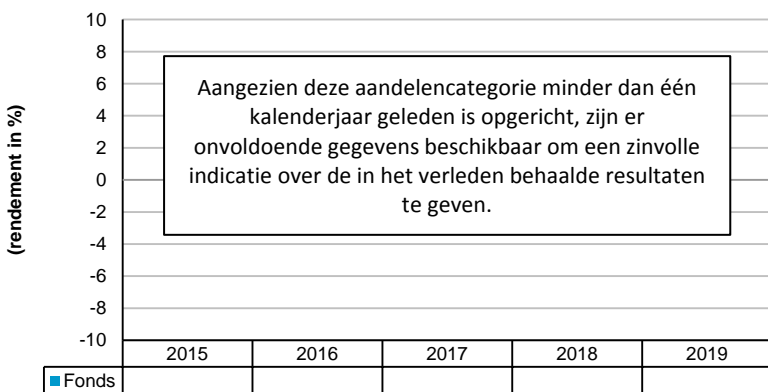 (rendement in %)
10
8
6
4
2
0
-2
-4
-6
-8
-10
Aangezien deze aandelencategorie minder dan één
kalenderjaar geleden is opgericht, zijn er
onvoldoende gegevens beschikbaar om een zinvolle
indicatie over de in het verleden behaalde resultaten
te geven.
2015 2016 2017 2018 2019
Fonds